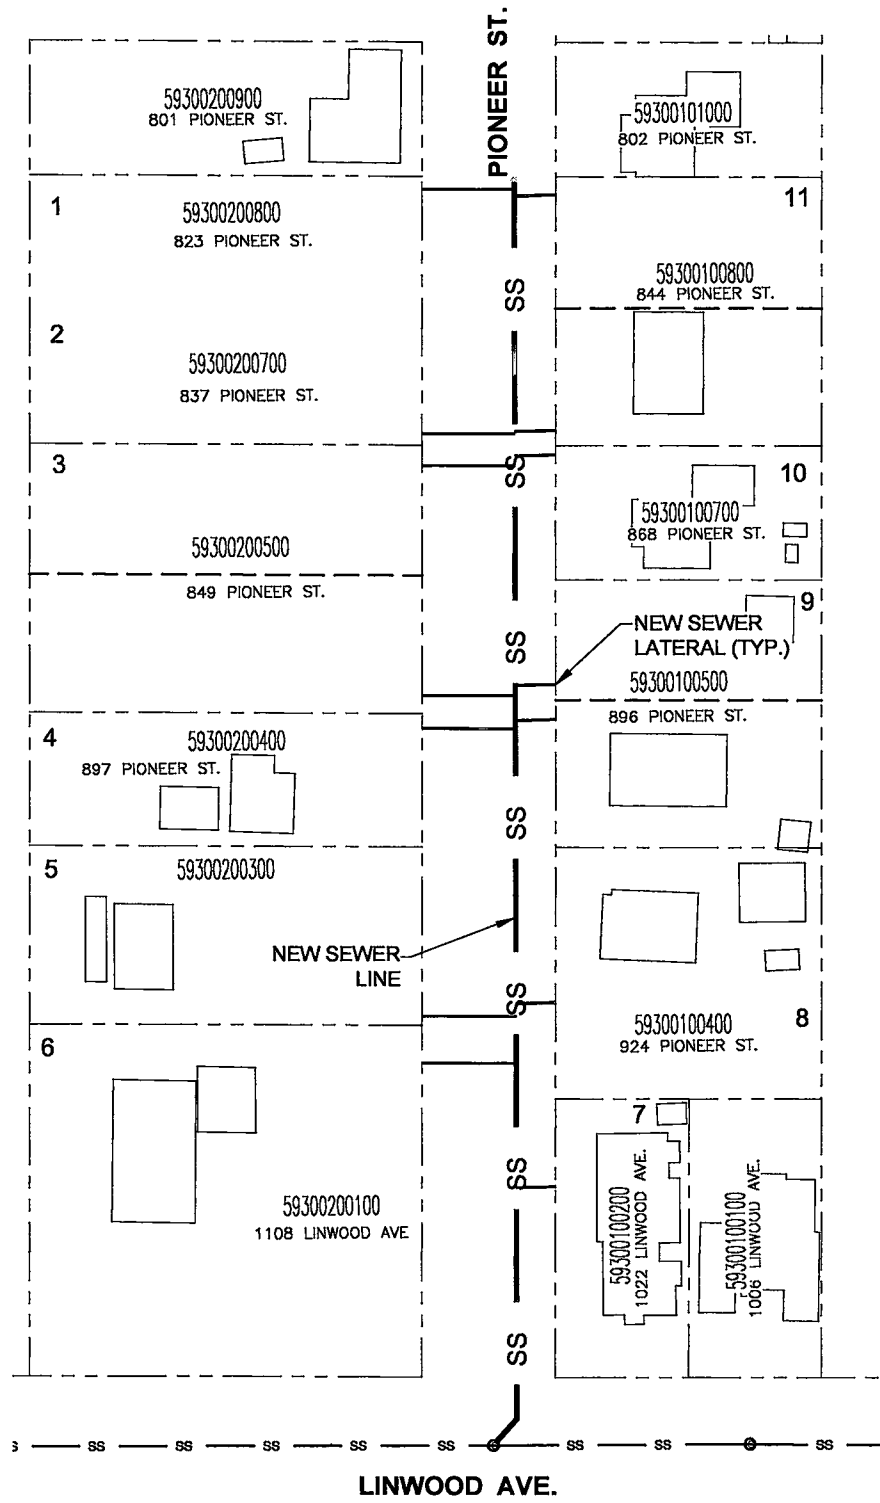 PIONEER ST.
59300200900
801 PIONEER ST.
59300101000
802 PIONEER ST.
1
59300200800
823 PIONEER ST.
11
59300100800
844 PIONEER ST.
SS
2
59300200700
837 PIONEER ST.
3
SS
10
59300100700
868 PIONEER ST.
59300200500
849 PIONEER ST.
9
NEW SEWER
LATERAL (TYP.)
SS
59300100500
896 PIONEER ST.
4
59300200400
897 PIONEER ST.
SS
5
59300200300
NEW SEWER
LINE
SS
59300100400
924 PIONEER ST.
8
6
7
SS
59300200100
1108 LINWOOD AVE
59300100200
1022 LINWOOD AVE.
59300100100
1006 LINWOOD AVE.
SS
S SS SS SS SS SS SS SS SS
LINWOOD AVE.